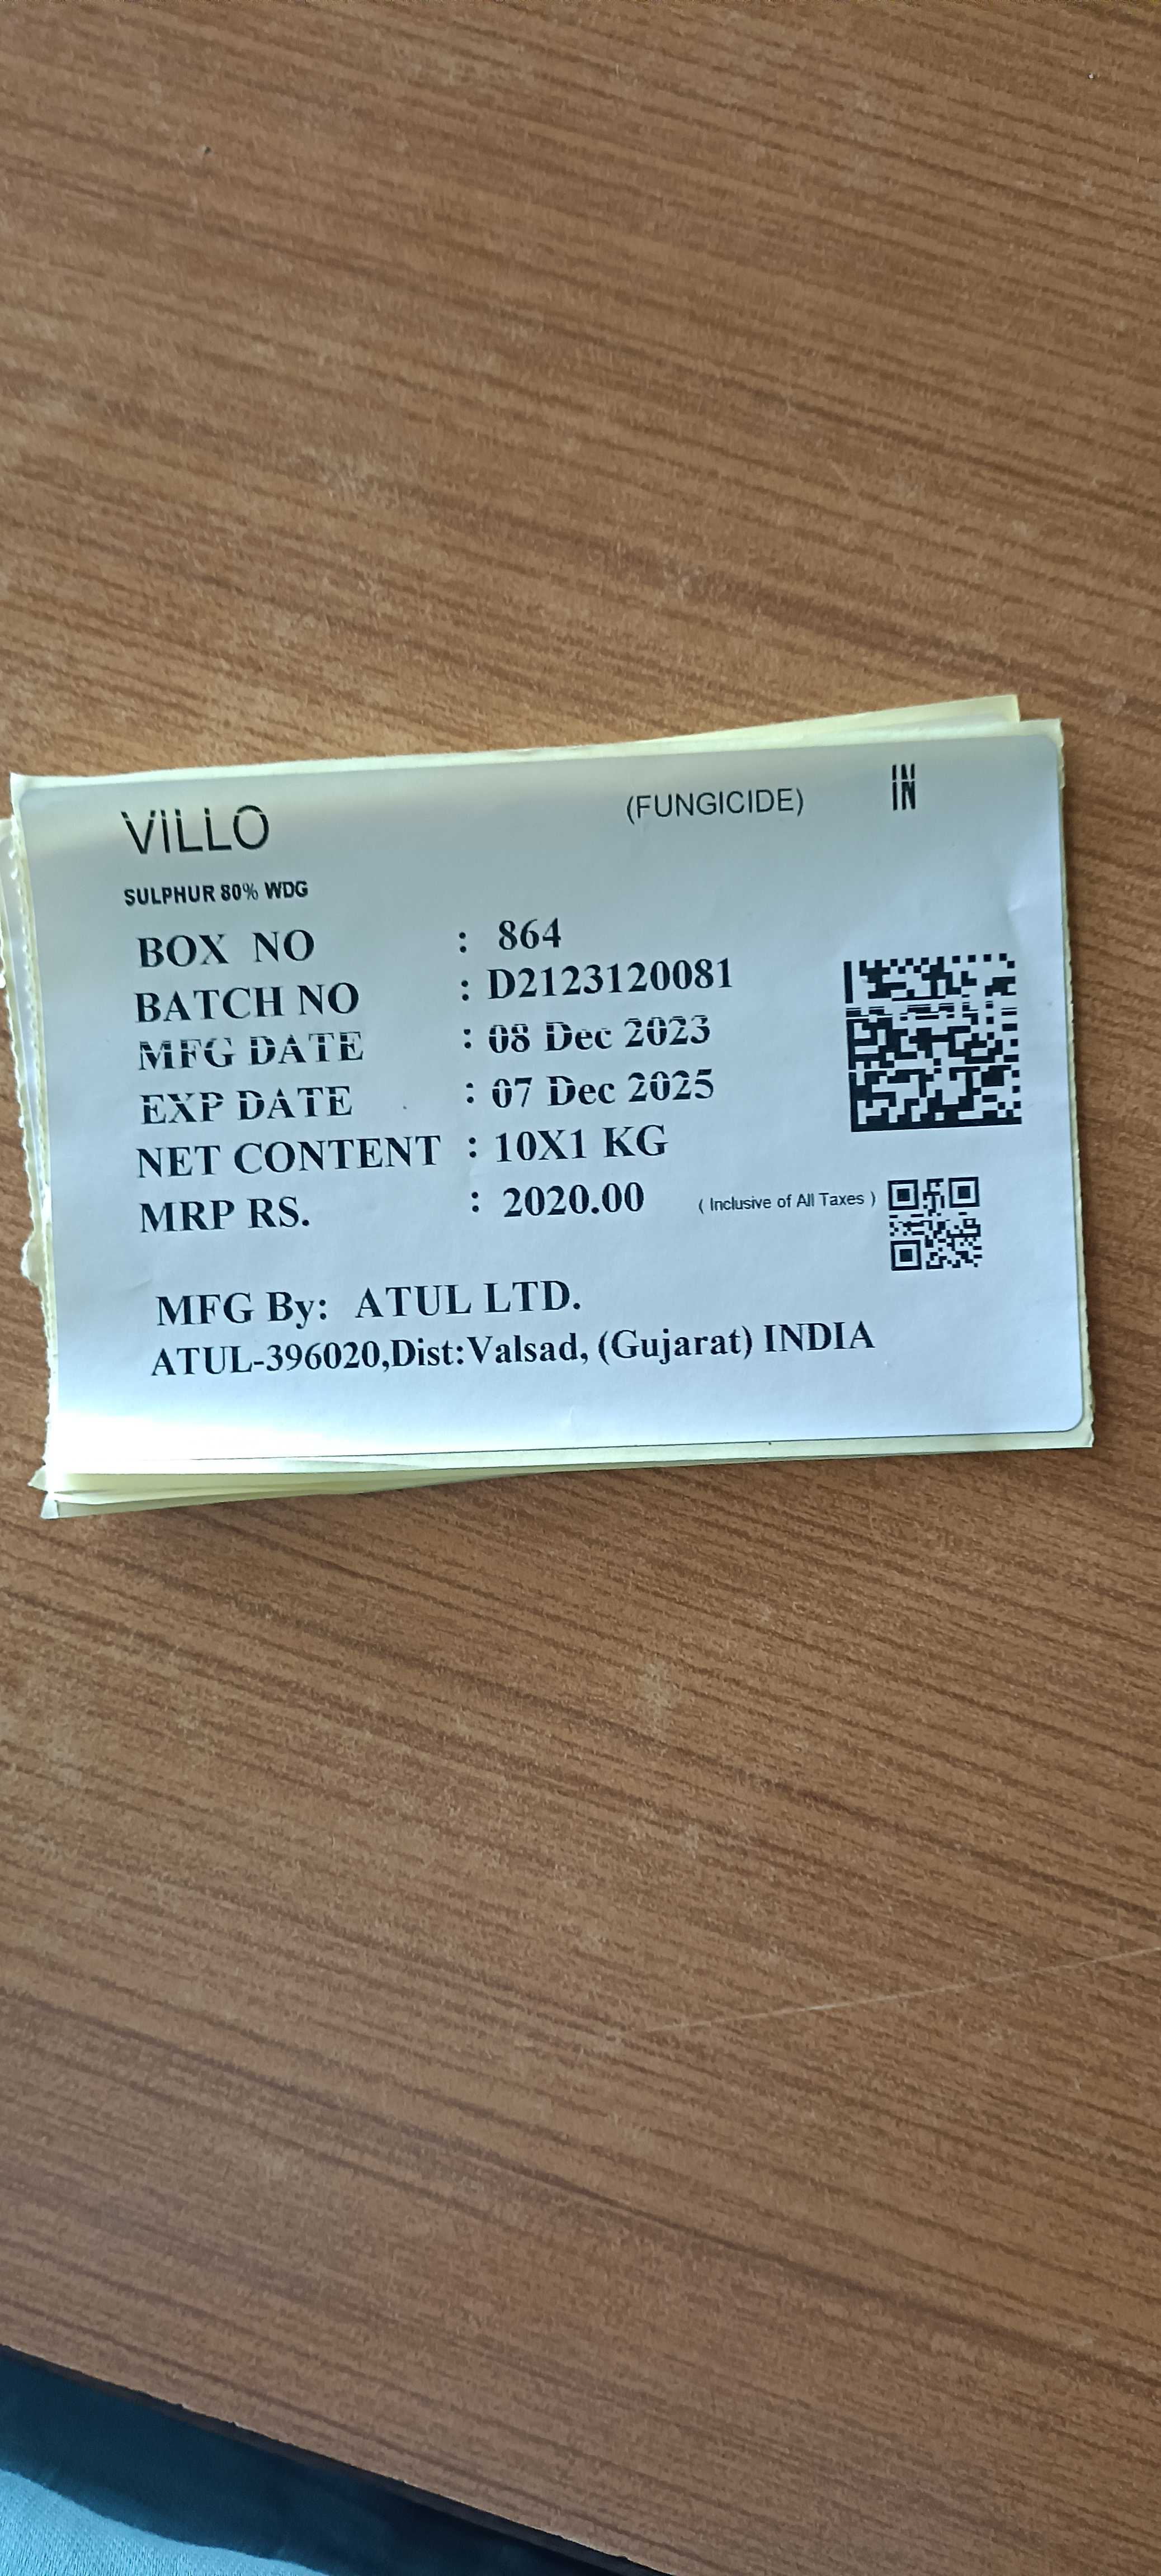 VILLO (FUNGICIDE) IN
SULPHUR 80% WDG
BOX NO : 864
BATCH NO : D2123120081
MFG DATE : 08 Dec 2023
EXP DATE : 07 Dec 2025
NET CONTENT : 10X1 KG
MRP RS. : 2020.00 ( Inclusive of All Taxes )
MFG By: ATUL LTD.
ATUL-396020,Dist:Valsad, (Gujarat) INDIA